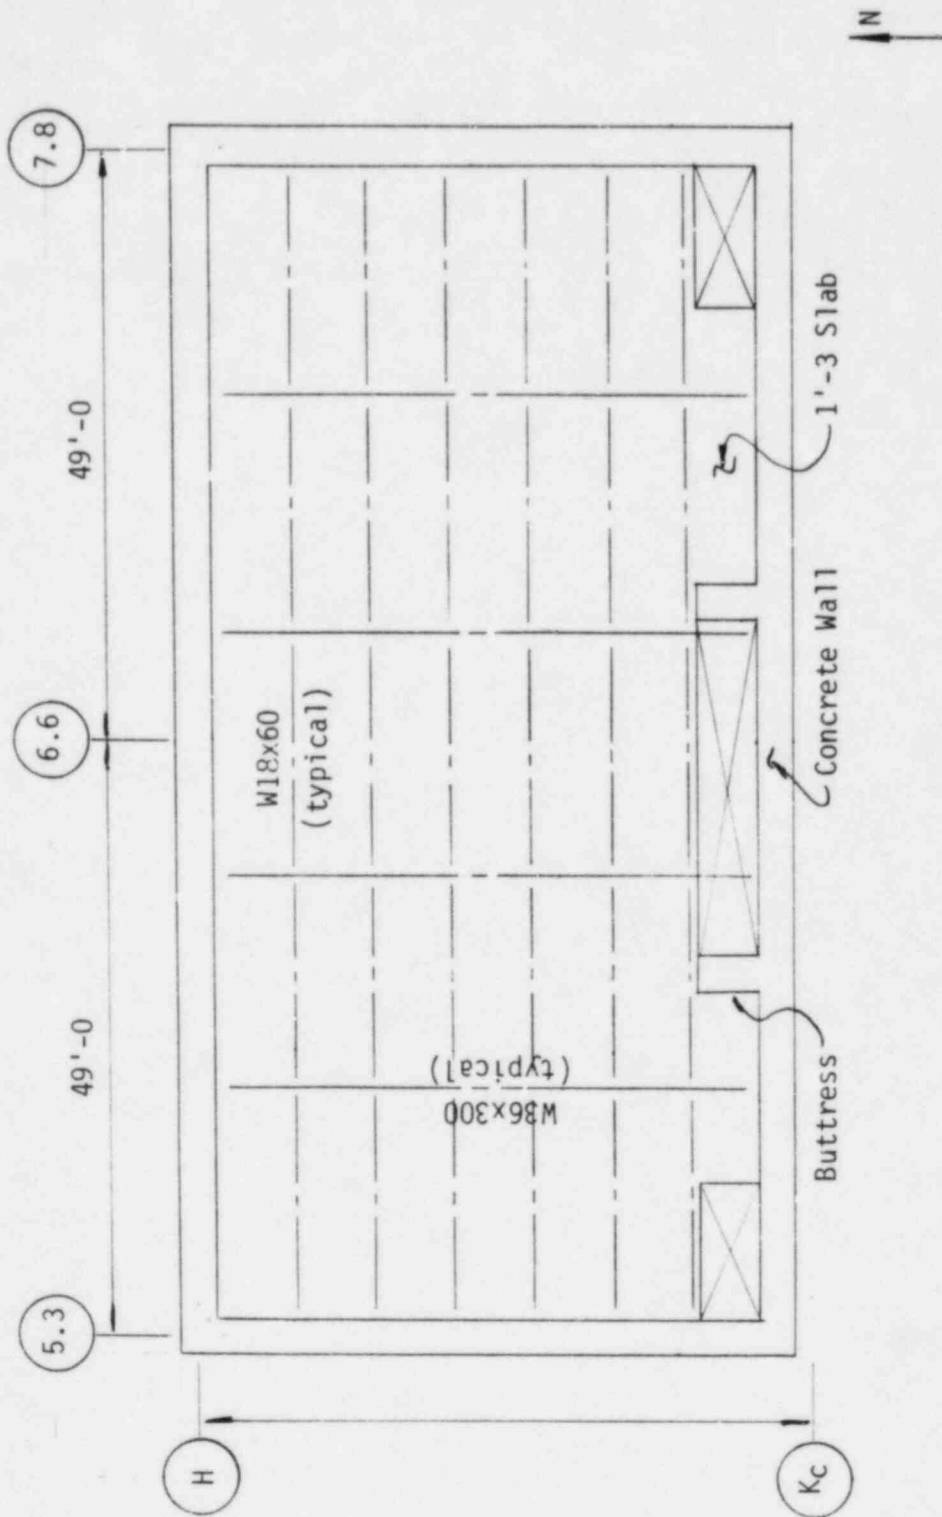 N
5.3
6.6
7.8
49'-0
49'-0
H
Kc
W18x60
(typical)
W36x300
(typical)
Buttress
Concrete Wall
1'-3 Slab